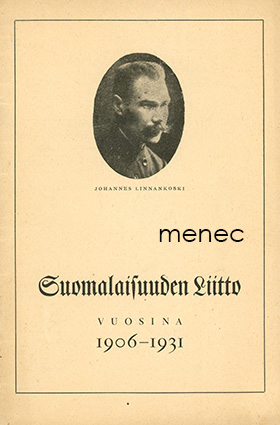 JOHANNES LINNANKOSKI
menec
Suomalaisuuden Liitto
VUOSINA
1906–1931